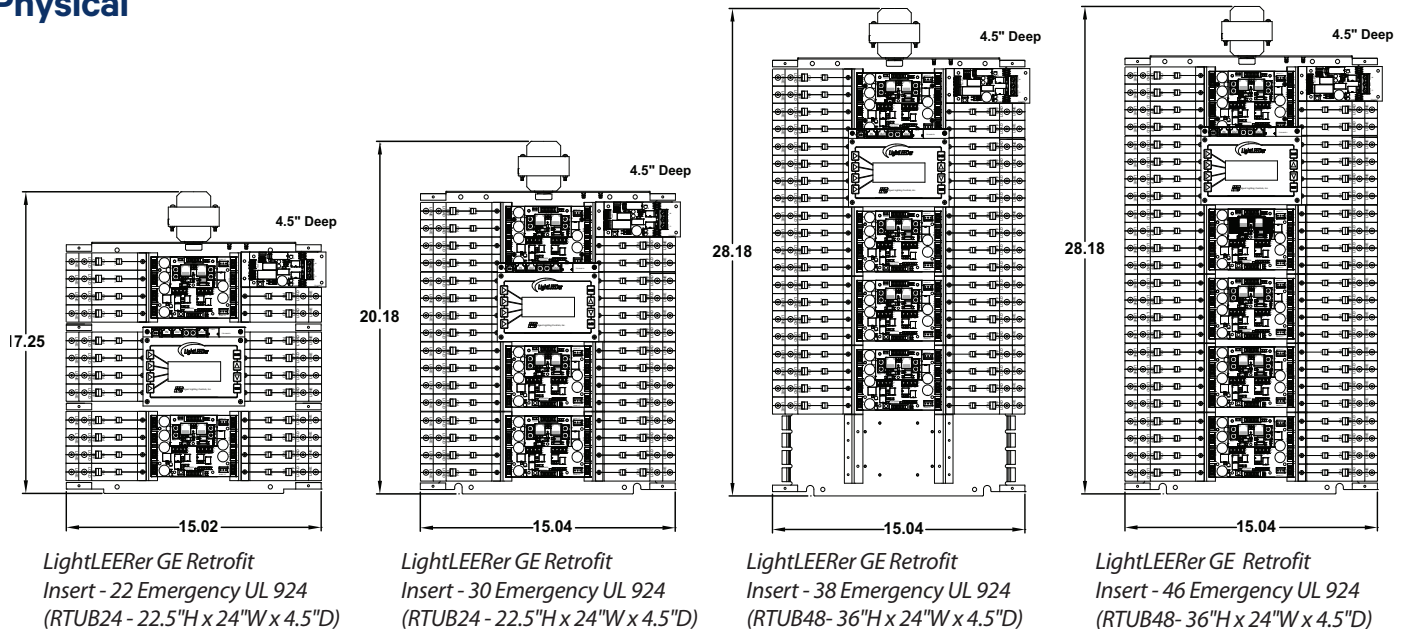 Physical
4.5" Deep
17.25
15.02
LightLEEDer
LightLEERer GE Retrofit
Insert - 22 Emergency UL 924
(RTUB24 - 22.5"H x 24"W x 4.5"D)
4.5" Deep
20.18
15.04
LightLEEDer
LightLEERer GE Retrofit
Insert - 30 Emergency UL 924
(RTUB24 - 22.5"H x 24"W x 4.5"D)
4.5" Deep
28.18
15.04
LightLEEDer
LightLEERer GE Retrofit
Insert - 38 Emergency UL 924
(RTUB48- 36"H x 24"W x 4.5"D)
4.5" Deep
28.18
15.04
LightLEEDer
LightLEERer GE Retrofit
Insert - 46 Emergency UL 924
(RTUB48- 36"H x 24"W x 4.5"D)